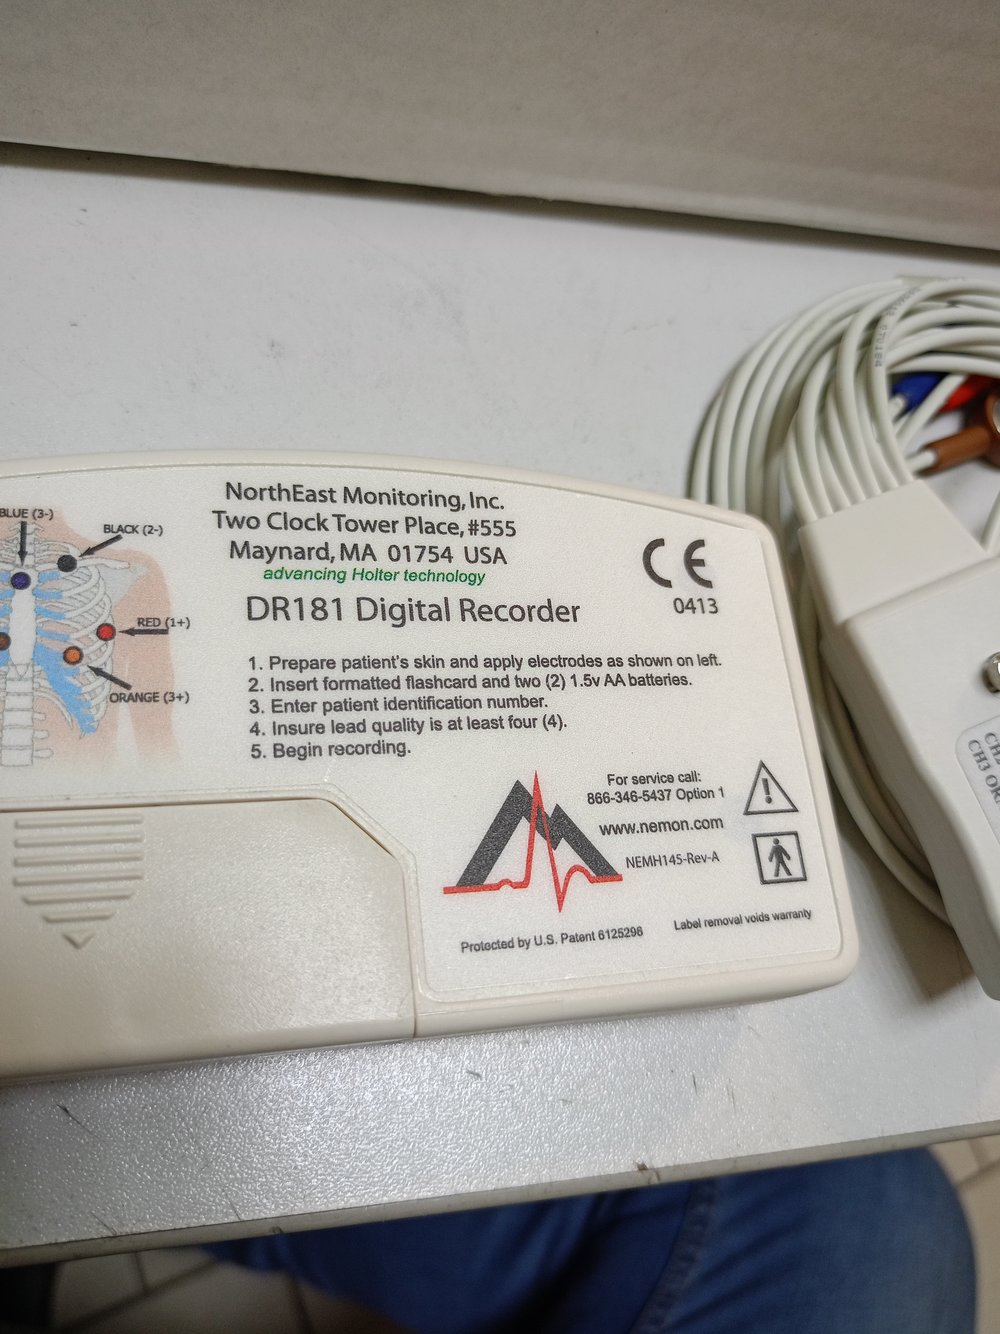 NorthEast Monitoring, Inc.
Two Clock Tower Place, #555
Maynard, MA 01754 USA
advancing Holter technology
DR181 Digital Recorder
CE
0413
BLUE (3-)
BLACK (2-)
RED (1+)
ORANGE (3+)
1. Prepare patient's skin and apply electrodes as shown on left.
2. Insert formatted flashcard and two (2) 1.5v AA batteries.
3. Enter patient identification number.
4. Insure lead quality is at least four (4).
5. Begin recording.
For service call:
866-346-5437 Option 1
www.nemon.com
NEMH145-Rev-A
Protected by U.S. Patent 6125296
Label removal voids warranty
CH3